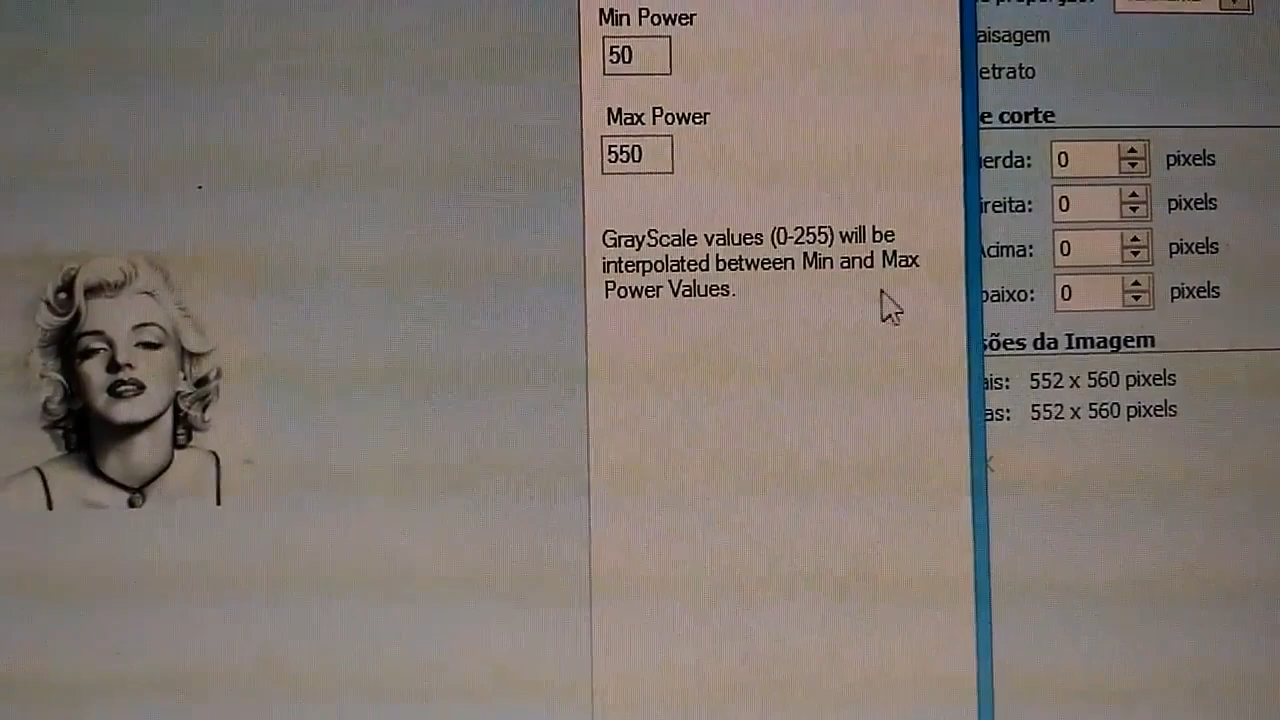 Min Power
50
Max Power
550
GrayScale values (0-255) will be
interpolated between Min and Max
Power Values.
aisagem
etrato
e corte
erda: 0 pixels
ireita: 0 pixels
Acima: 0 pixels
baixo: 0 pixels
sões da Imagem
ais: 552 x 560 pixels
as: 552 x 560 pixels